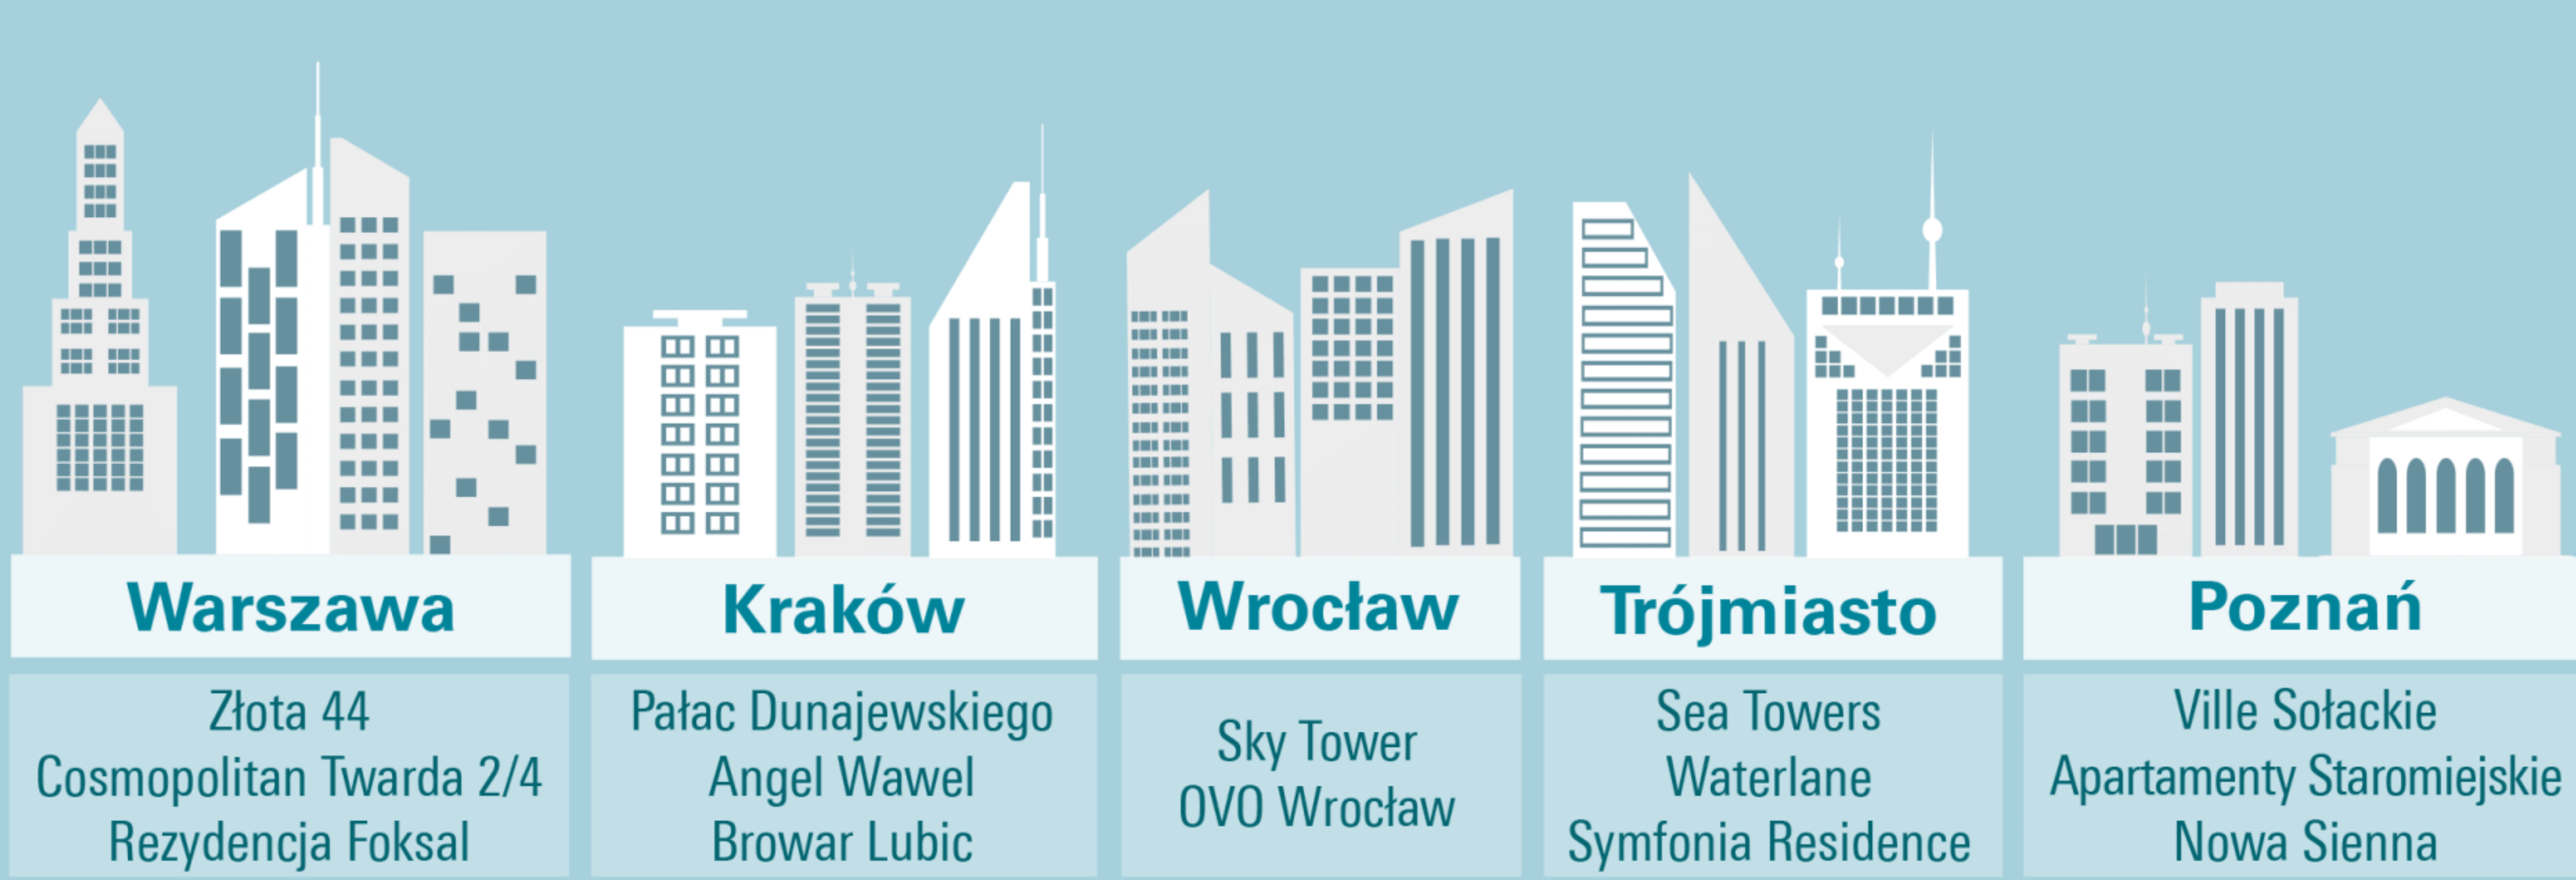 Warszawa
Złota 44
Cosmopolitan Twarda 2/4
Rezydencja Foksal
Kraków
Pałac Dunajewskiego
Angel Wawel
Browar Lubic
Wrocław
Sky Tower
OVO Wrocław
Trójmiasto
Sea Towers
Waterlane
Symfonia Residence
Poznań
Ville Sołackie
Apartamenty Staromiejskie
Nowa Sienna